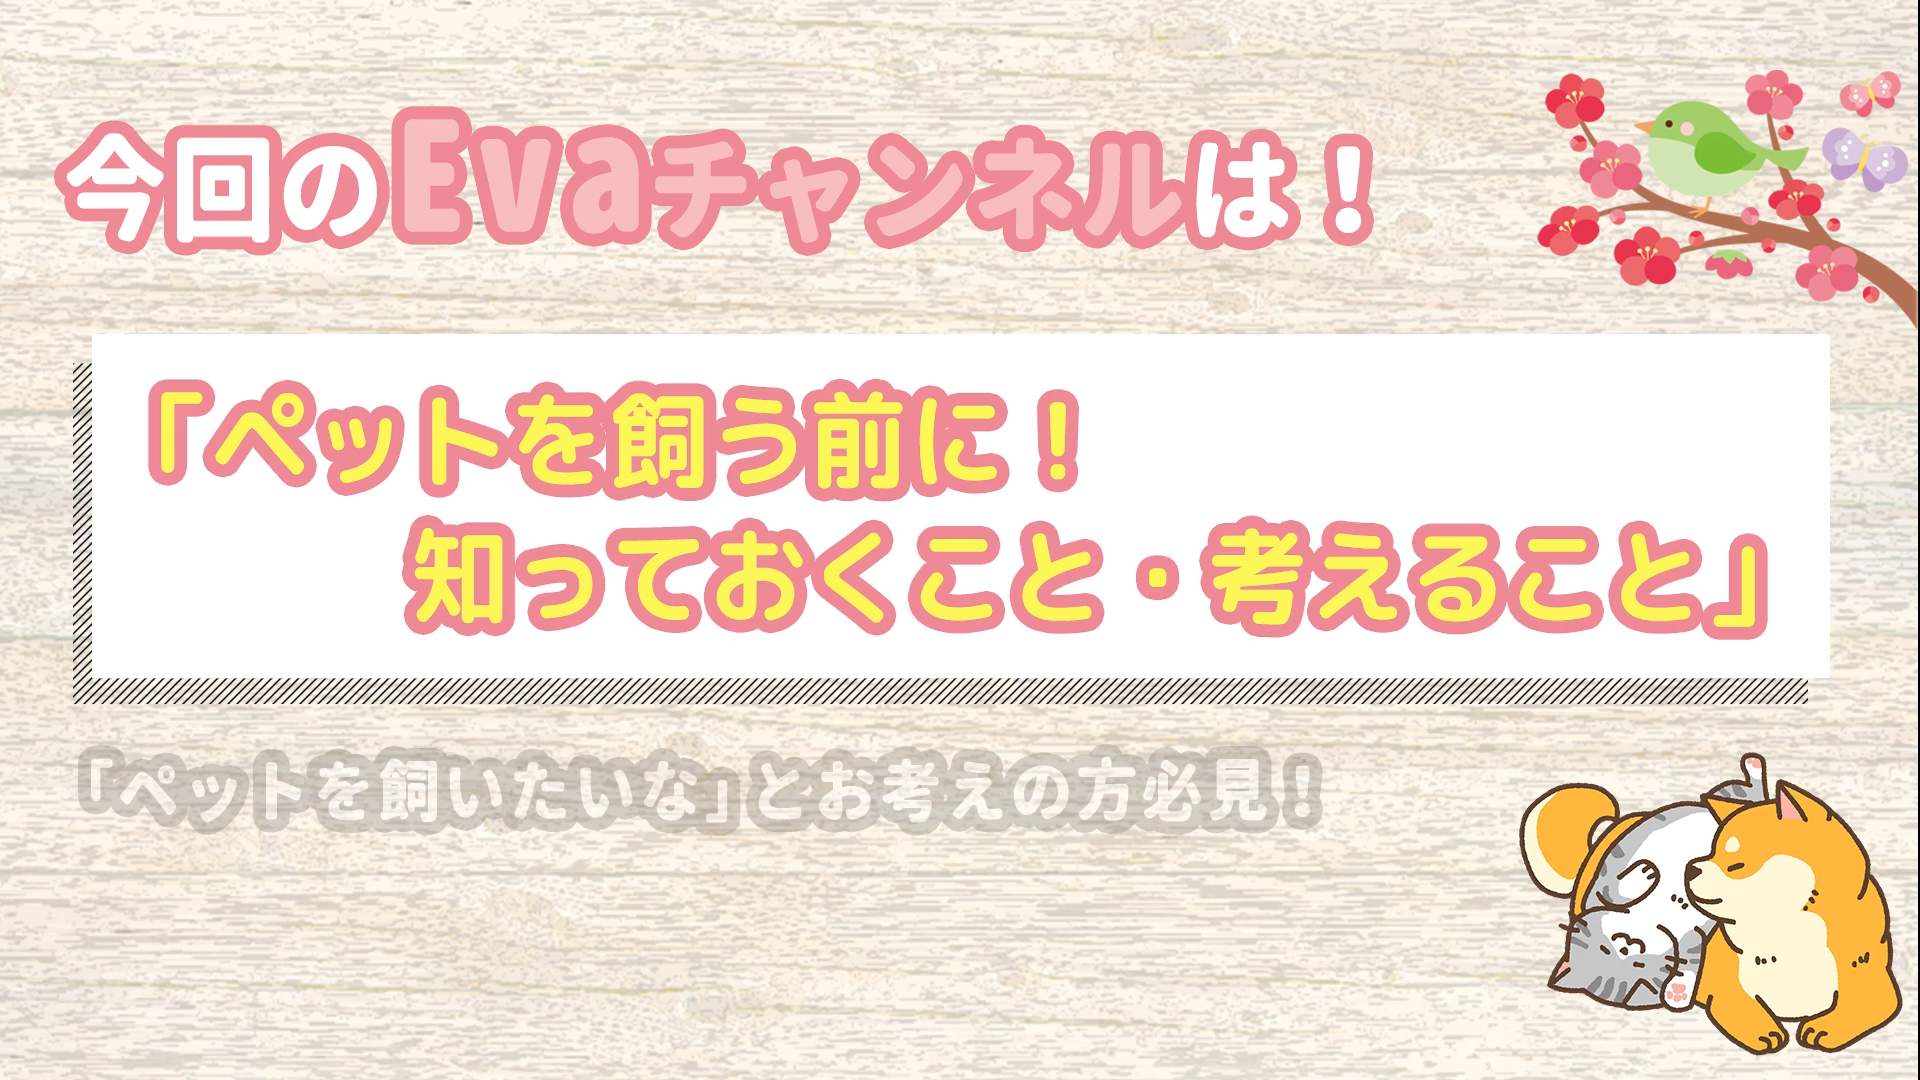 今回のEvaチャンネルは！
「ペットを飼う前に！
知っておくこと・考えること」
「ペットを飼いたいな」とお考えの方必見！